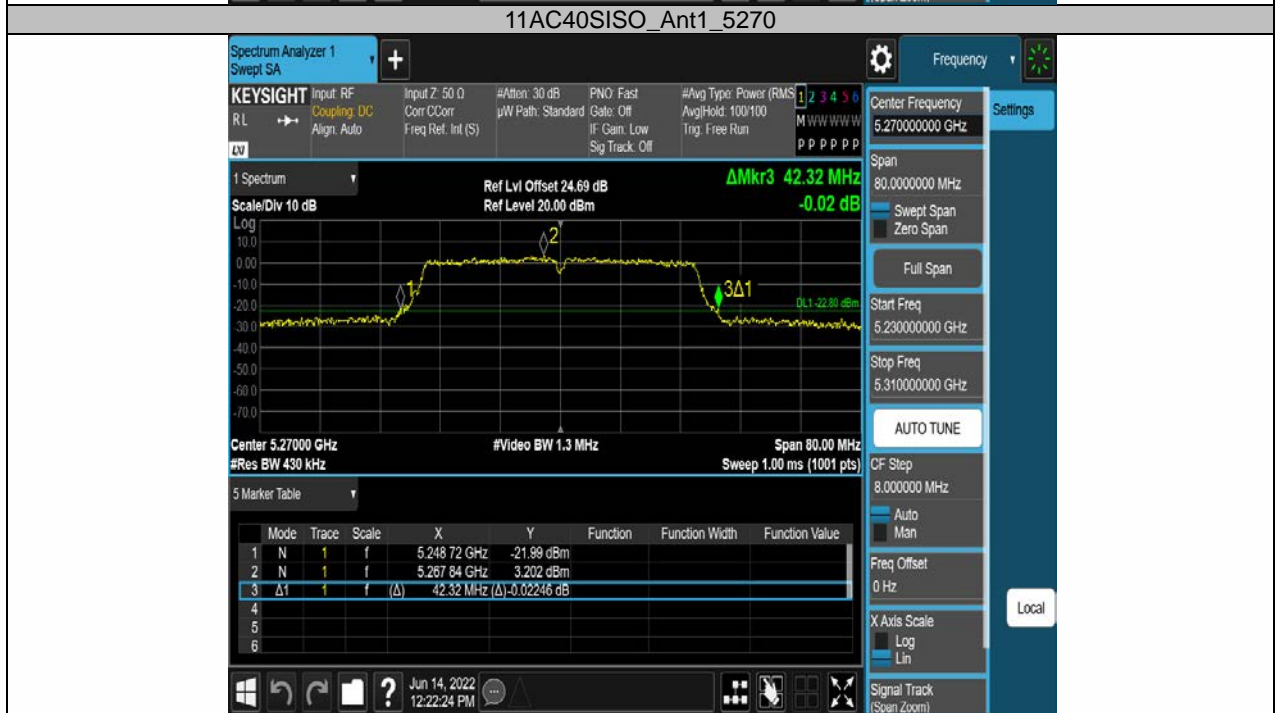 (Span Zoom)
11AC40SISO_Ant1_5270
Spectrum Analyzer 1
Swept SA
+
Frequency
KEYSIGHT
RL
LXI
Input: RF
Coupling: DC
Align: Auto
Input Z: 50 Ω
Corr CCorr
Freq Ref: Int (S)
#Atten: 30 dB
µW Path: Standard
PNO: Fast
Gate: Off
IF Gain: Low
Sig Track: Off
#Avg Type: Power (RMS
Avg|Hold: 100/100
Trig: Free Run
1 2 3 4 5 6
M W W W W W
P P P P P P
Center Frequency
5.270000000 GHz
Settings
Span
80.0000000 MHz
Swept Span
Zero Span
Full Span
Start Freq
5.230000000 GHz
Stop Freq
5.310000000 GHz
AUTO TUNE
CF Step
8.000000 MHz
Auto
Man
Freq Offset
0 Hz
X Axis Scale
Log
Lin
Signal Track
(Span Zoom)
Local
1 Spectrum
Scale/Div 10 dB
Ref Lvl Offset 24.69 dB
Ref Level 20.00 dBm
ΔMkr3 42.32 MHz
-0.02 dB
Log
10.0
0.00
-10.0
-20.0
-30.0
-40.0
-50.0
-60.0
-70.0
1
2
3Δ1
DL1 -22.80 dBm
Center 5.27000 GHz
#Video BW 1.3 MHz
Span 80.00 MHz
#Res BW 430 kHz
Sweep 1.00 ms (1001 pts)
5 Marker Table
Mode Trace Scale X Y Function Function Width Function Value
1 N 1 f 5.248 72 GHz -21.99 dBm
2 N 1 f 5.267 84 GHz 3.202 dBm
3 Δ1 1 f (Δ) 42.32 MHz (Δ) -0.02246 dB
4
5
6
?
Jun 14, 2022
12:22:24 PM